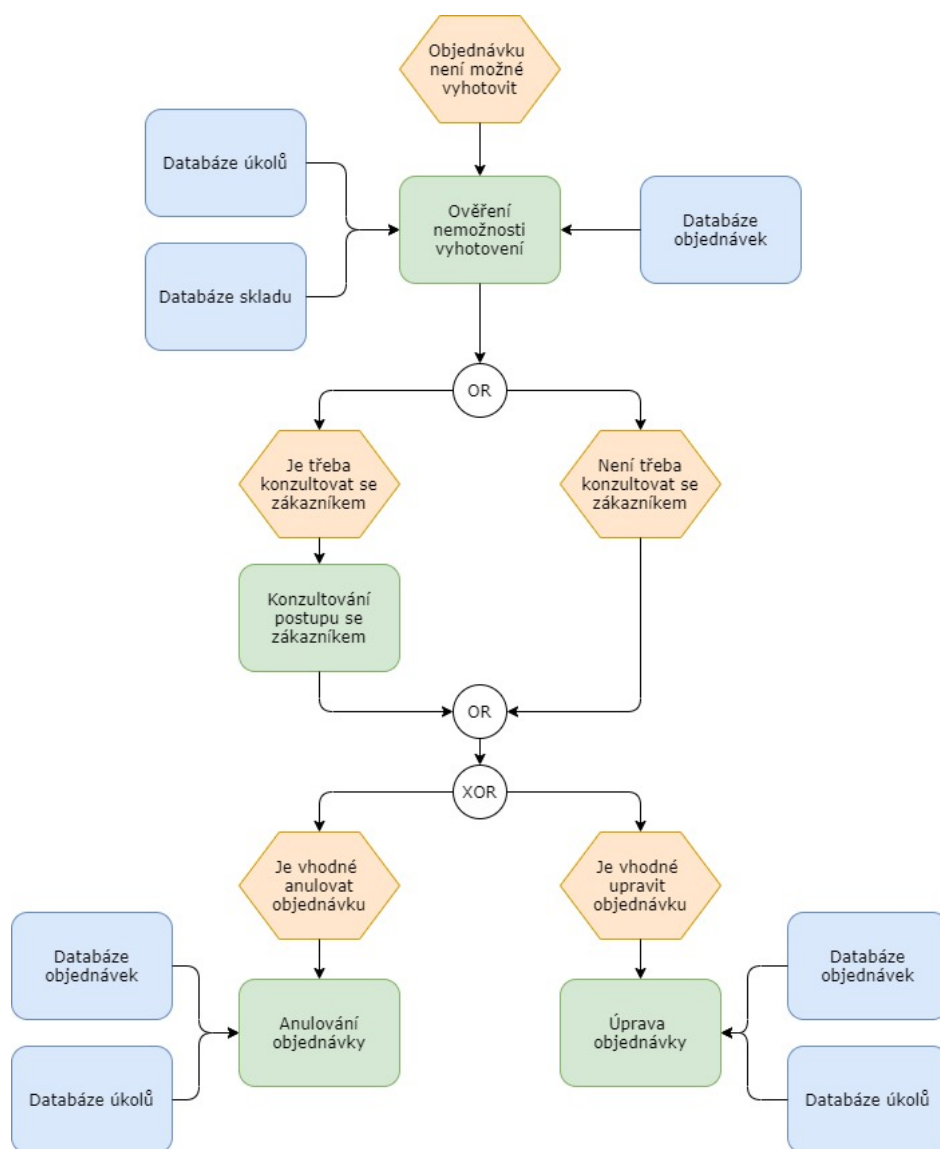 Objednávku
není možné
vyhotovit
Databáze úkolů
Ověření
nemožnosti
vyhotovení
Databáze
objednávek
Databáze skladu
OR
Je třeba
konzultovat se
zákazníkem
Není třeba
konzultovat se
zákazníkem
Konzultování
postupu se
zákazníkem
OR
XOR
Je vhodné
anulovat
objednávku
Je vhodné
upravit
objednávku
Databáze
objednávek
Databáze
objednávek
Anulování
objednávky
Úprava
objednávky
Databáze úkolů
Databáze úkolů